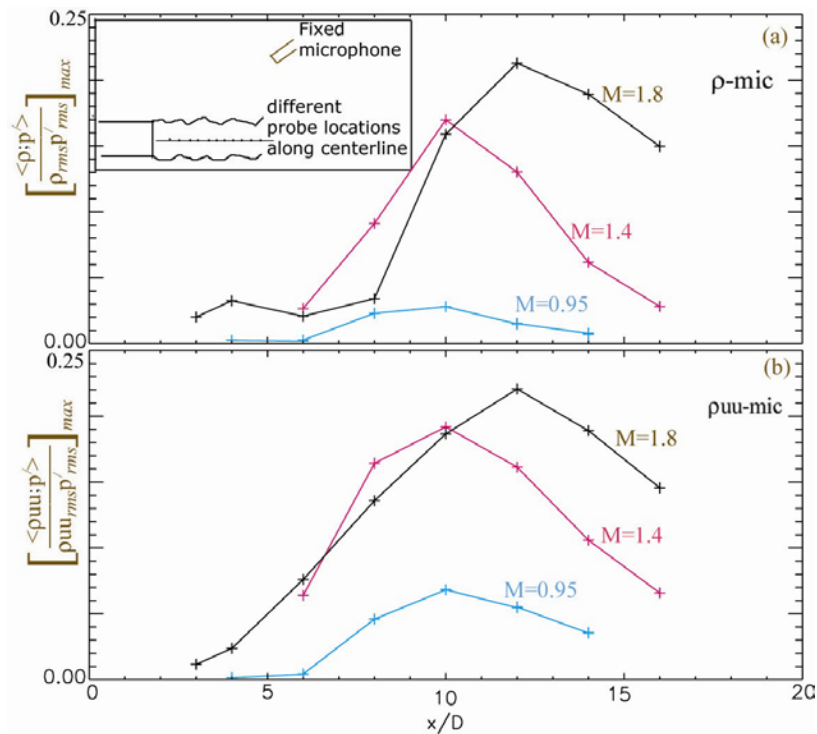 0.25
(a)
Fixed
microphone
different
probe locations
along centerline
ρ-mic
M=1.8
M=1.4
M=0.95
[<ρ;p′> / ρrms p′rms]max
0.00
0.25
(b)
ρuu-mic
M=1.8
M=1.4
M=0.95
[<ρuu;p′> / ρuurms p′rms]max
0.00
0 5 10 15 20
x/D